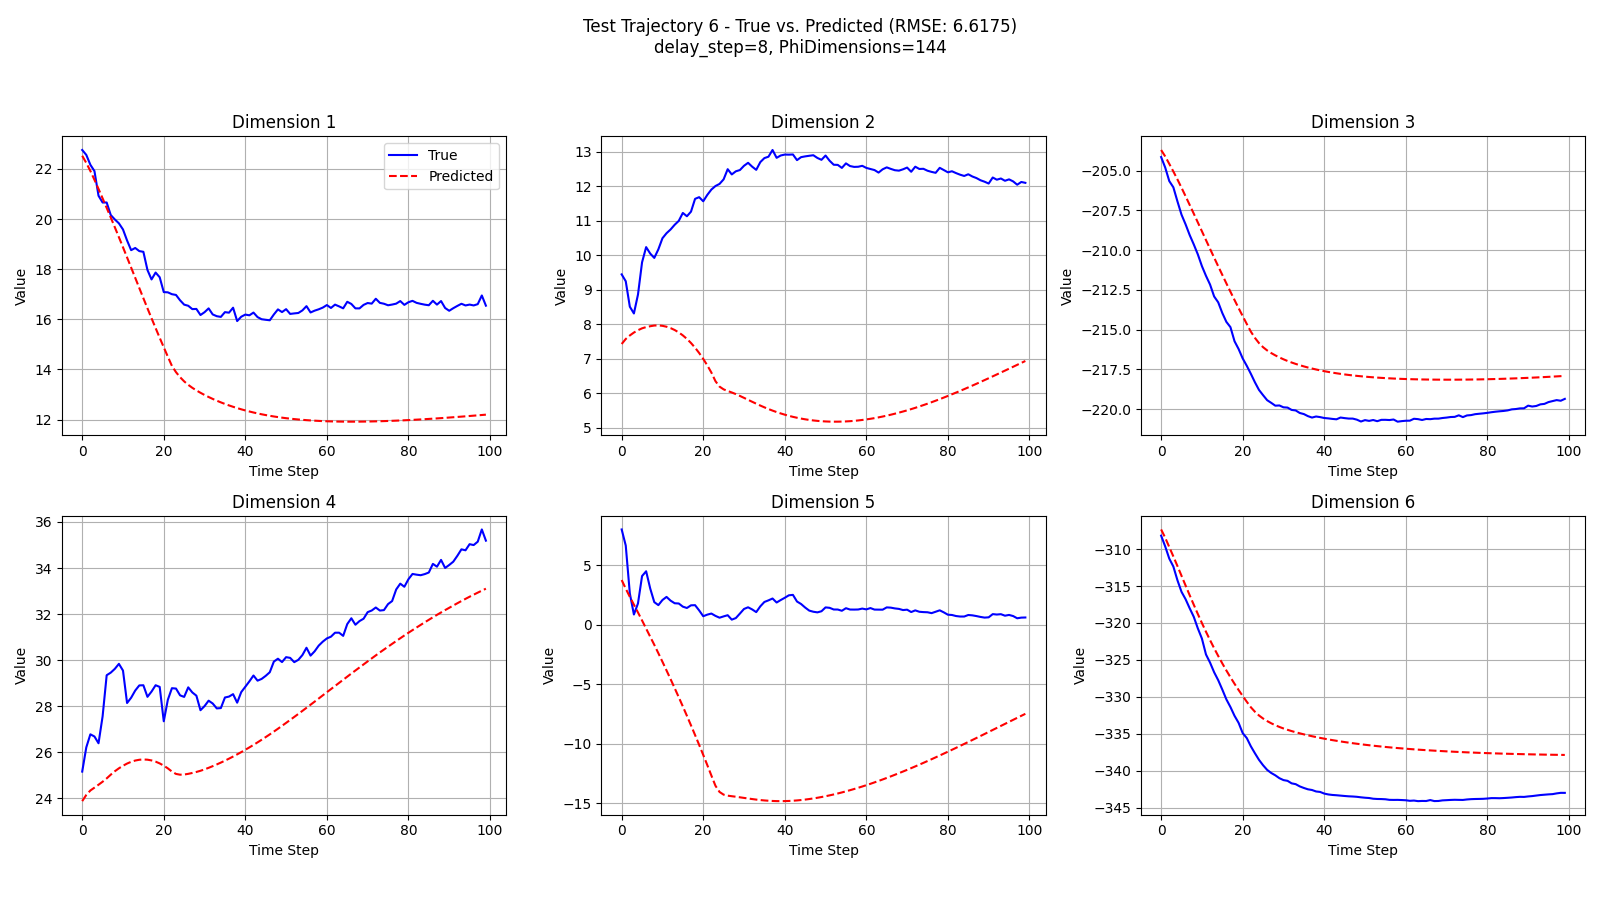 Test Trajectory 6 - True vs. Predicted (RMSE: 6.6175)
delay_step=8, PhiDimensions=144
Dimension 1
Value
22
20
18
16
14
12
0 20 40 60 80 100
Time Step
True
Predicted
Dimension 2
Value
13
12
11
10
9
8
7
6
5
0 20 40 60 80 100
Time Step
Dimension 3
Value
−205.0
−207.5
−210.0
−212.5
−215.0
−217.5
−220.0
0 20 40 60 80 100
Time Step
Dimension 4
Value
36
34
32
30
28
26
24
0 20 40 60 80 100
Time Step
Dimension 5
Value
5
0
−5
−10
−15
0 20 40 60 80 100
Time Step
Dimension 6
Value
−310
−315
−320
−325
−330
−335
−340
−345
0 20 40 60 80 100
Time Step